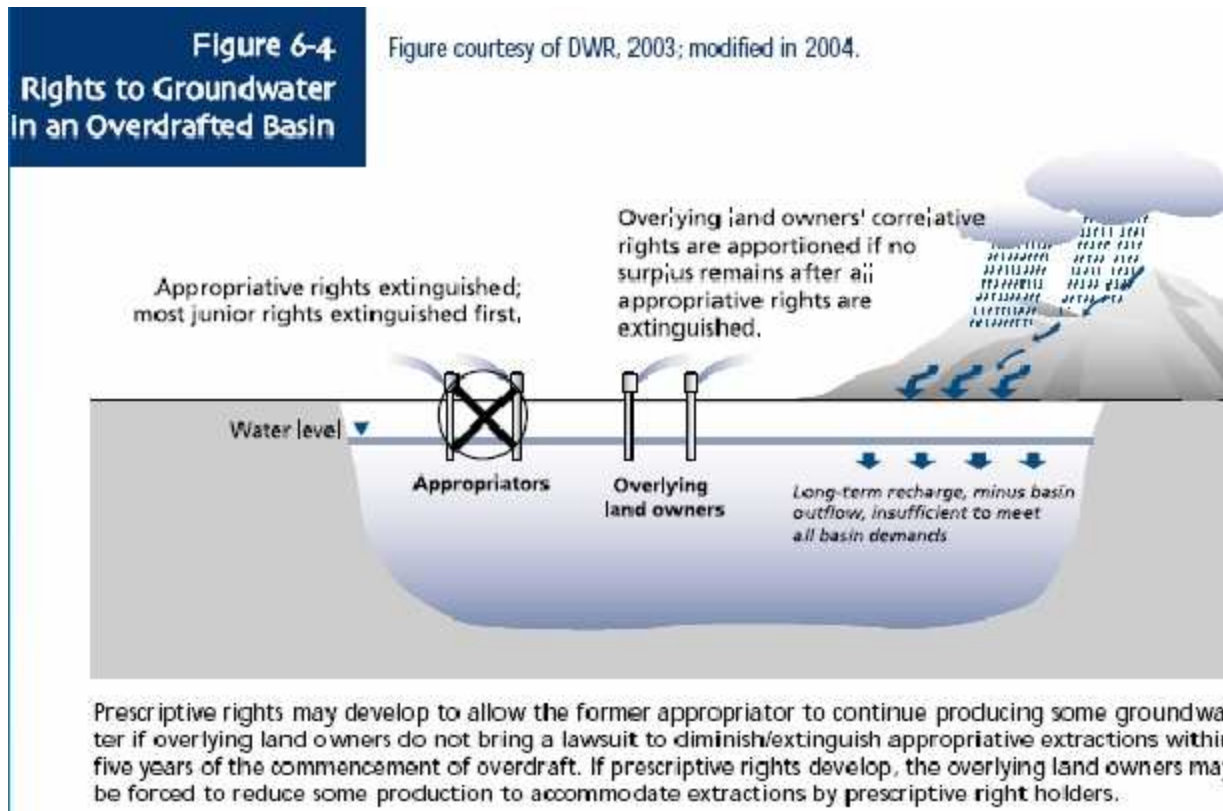 Figure 6-4
Rights to Groundwater
in an Overdrafted Basin
Figure courtesy of DWR, 2003; modified in 2004.
Appropriative rights extinguished;
most junior rights extinguished first.
Overlying land owners' correlative
rights are apportioned if no
surplus remains after all
appropriative rights are
extinguished.
Water level
Appropriators
Overlying
land owners
Long-term recharge, minus basin
outflow, insufficient to meet
all basin demands
Prescriptive rights may develop to allow the former appropriator to continue producing some groundwa
ter if overlying land owners do not bring a lawsuit to diminish/extinguish appropriative extractions within
five years of the commencement of overdraft. If prescriptive rights develop, the overlying land owners may
be forced to reduce some production to accommodate extractions by prescriptive right holders.